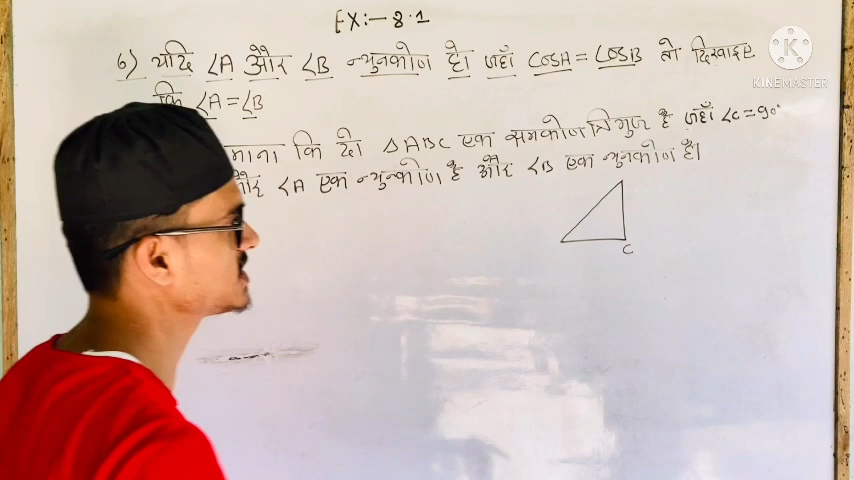 EX:- 8.1
6) यदि <A और <B न्युनकोण है। जहाँ COSA = COSB तो दिखाइए
कि <A = <B
माना कि दो △ABC एक समकोण त्रिभुज है जहाँ <C = 90°
और <A एक न्युनकोण है और <B एक न्युनकोण है।
C
KINEMASTER